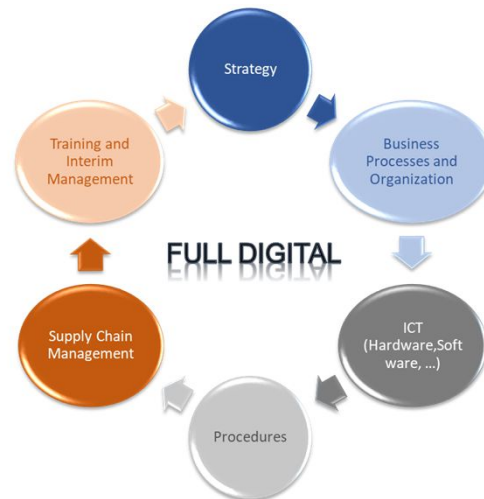 Strategy
Business
Processes and
Organization
ICT
(Hardware,Soft
ware, ...)
Procedures
Supply Chain
Management
Training and
Interim
Management
FULL DIGITAL